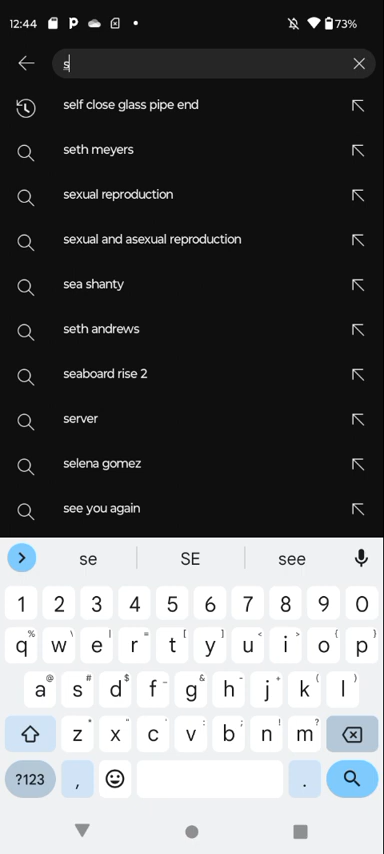 12:44 73%
s
self close glass pipe end
seth meyers
sexual reproduction
sexual and asexual reproduction
sea shanty
seth andrews
seaboard rise 2
server
selena gomez
see you again
se SE see
1 2 3 4 5 6 7 8 9 0
% \ | = [ ] < > { }
q w e r t y u i o p
@ # $ _ & - + ( )
a s d f g h j k l
* " ' : ; ! ?
z x c v b n m
?123 , .